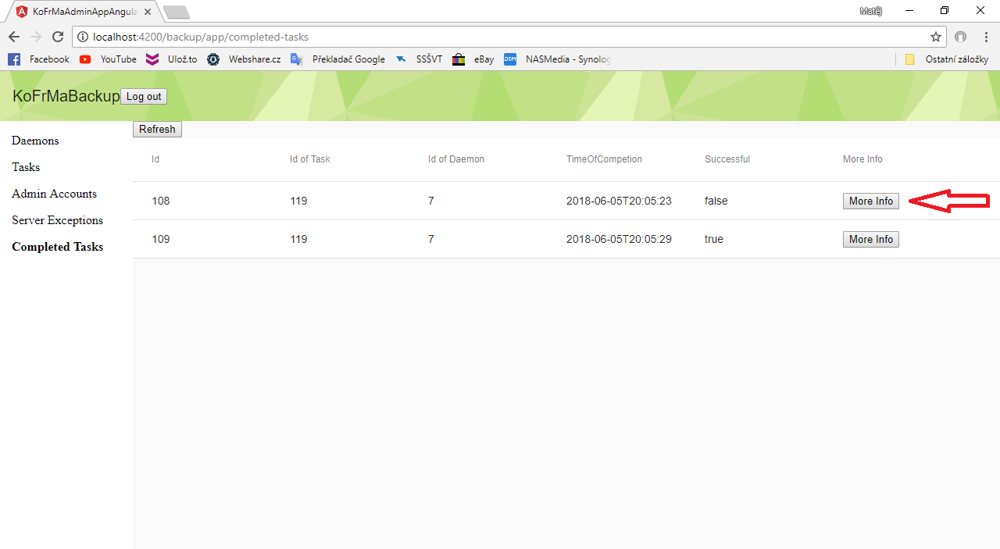 KoFrMaAdminAppAngula
Matěj
localhost:4200/backup/app/completed-tasks
Facebook YouTube Ulož.to Webshare.cz Překladač Google SSŠVT eBay DSM NASMedia - Synolog Ostatní záložky
KoFrMaBackup Log out
Refresh
Daemons
Tasks
Admin Accounts
Server Exceptions
Completed Tasks
Id Id of Task Id of Daemon TimeOfCompetion Successful More Info
108 119 7 2018-06-05T20:05:23 false More Info
109 119 7 2018-06-05T20:05:29 true More Info